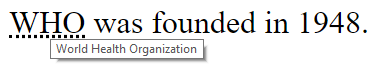 WHO was founded in 1948.
World Health Organization